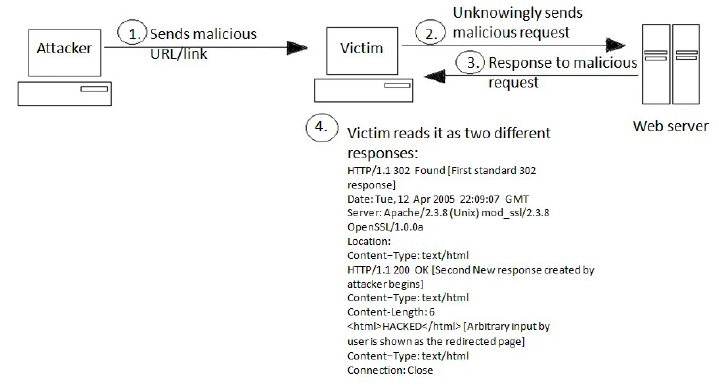 Attacker
1. Sends malicious
URL/link
Victim
2. Unknowingly sends
malicious request
3. Response to malicious
request
Web server
4. Victim reads it as two different
responses:
HTTP/1.1 302 Found [First standard 302
response]
Date: Tue, 12 Apr 2005 22:09:07 GMT
Server: Apache/2.3.8 (Unix) mod_ssl/2.3.8
OpenSSL/1.0.0a
Location:
Content-Type: text/html
HTTP/1.1 200 OK [Second New response created by
attacker begins]
Content-Type: text/html
Content-Length: 6
<html>HACKED</html> [Arbitrary input by
user is shown as the redirected page]
Content-Type: text/html
Connection: Close